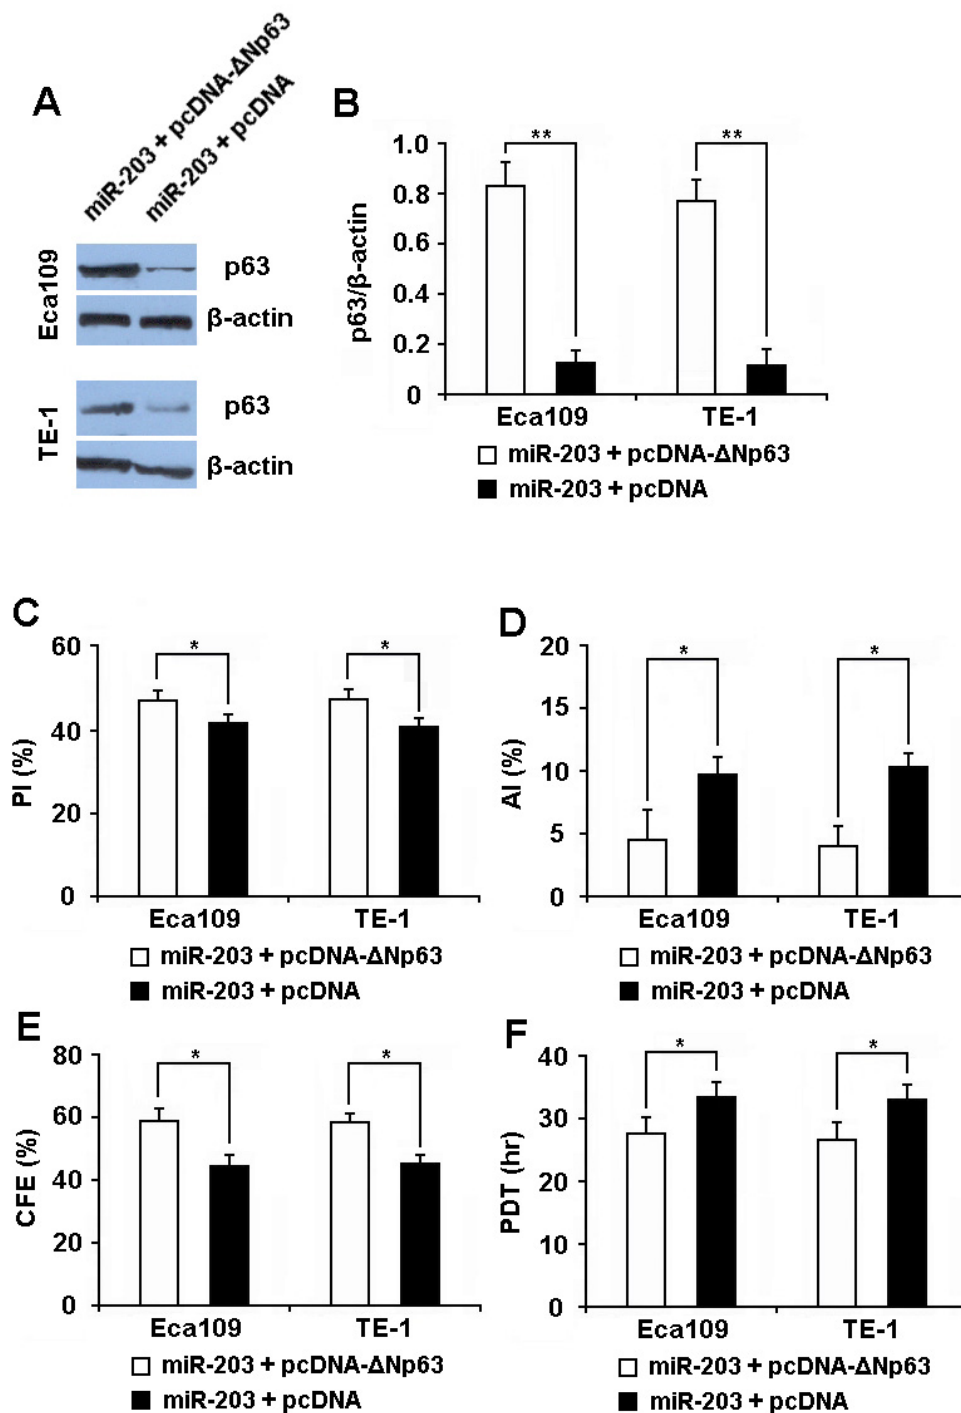 A
miR-203 + pcDNA-ΔNp63
miR-203 + pcDNA
Eca109
p63
β-actin
TE-1
p63
β-actin
B
p63/β-actin
1.0
0.8
0.6
0.4
0.2
0
**
**
Eca109
TE-1
miR-203 + pcDNA-ΔNp63
miR-203 + pcDNA
C
PI (%)
60
40
20
0
*
*
Eca109
TE-1
miR-203 + pcDNA-ΔNp63
miR-203 + pcDNA
D
AI (%)
20
15
10
5
0
*
*
Eca109
TE-1
miR-203 + pcDNA-ΔNp63
miR-203 + pcDNA
E
CFE (%)
80
60
40
20
0
*
*
Eca109
TE-1
miR-203 + pcDNA-ΔNp63
miR-203 + pcDNA
F
PDT (hr)
40
30
20
10
0
*
*
Eca109
TE-1
miR-203 + pcDNA-ΔNp63
miR-203 + pcDNA